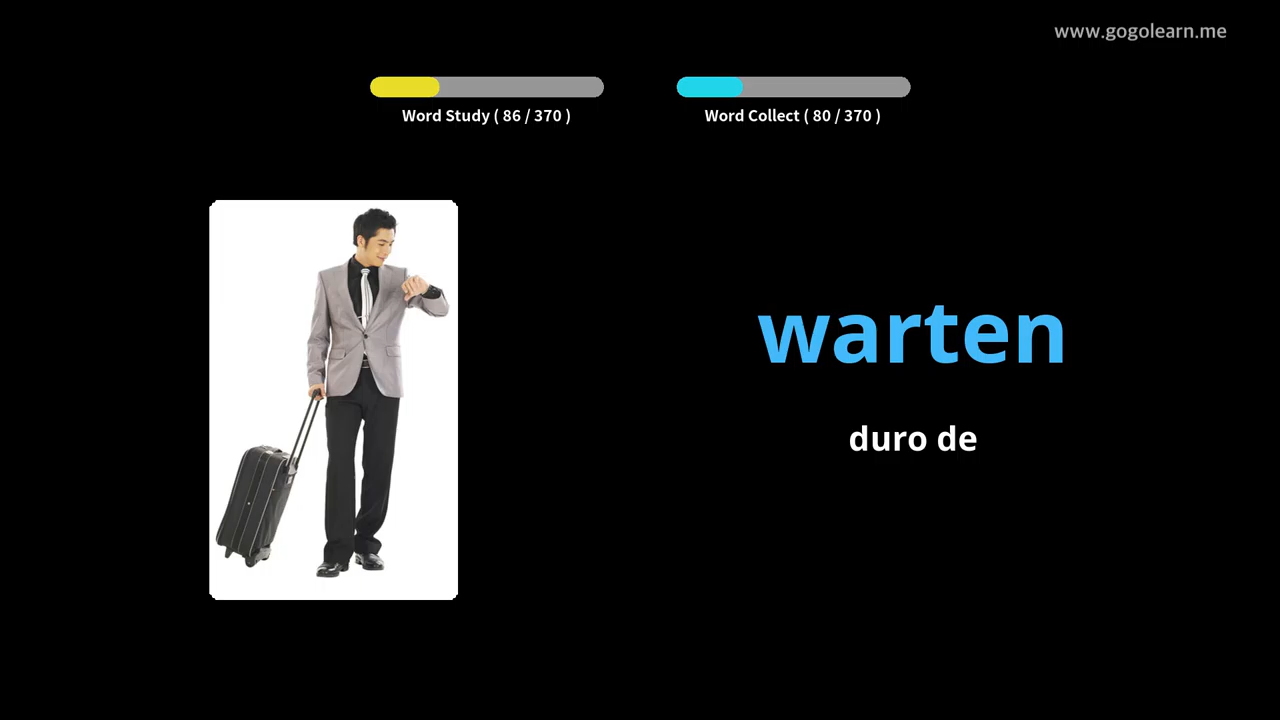 www.gogolearn.me
Word Study ( 86 / 370 )
Word Collect ( 80 / 370 )
warten
duro de